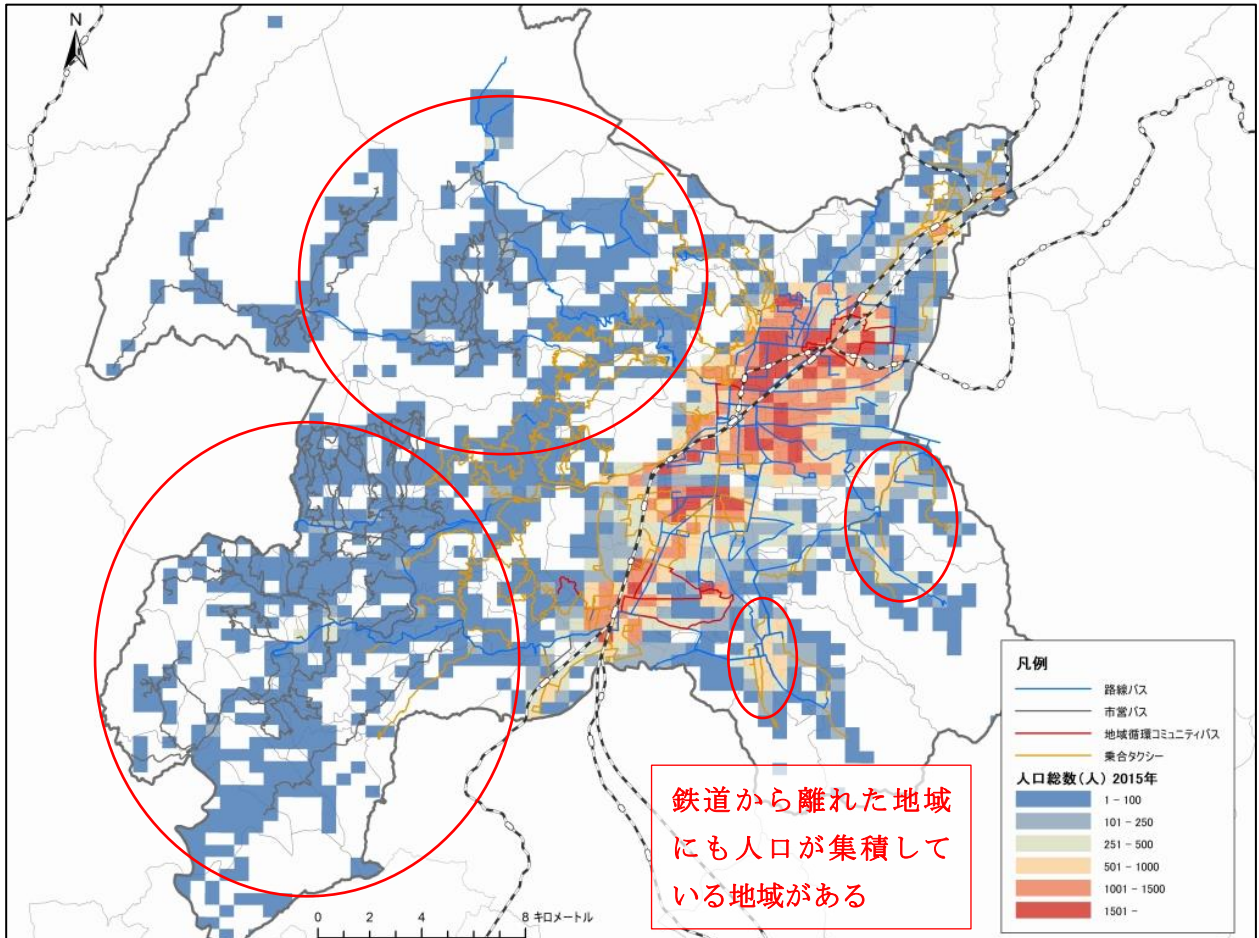 N
鉄道から離れた地域
にも人口が集積して
いる地域がある
0 2 4 8 キロメートル
凡例
路線バス
市営バス
地域循環コミュニティバス
乗合タクシー
人口総数(人) 2015年
1 - 100
101 - 250
251 - 500
501 - 1000
1001 - 1500
1501 -